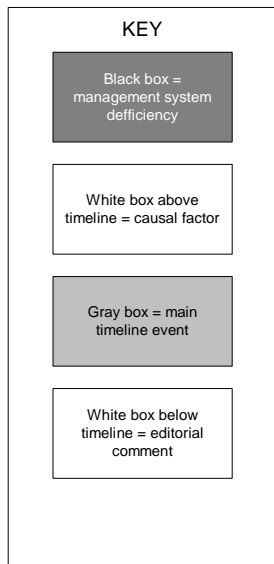 KEY
Black box =
management system
defficiency
White box above
timeline = causal factor
Gray box = main
timeline event
White box below
timeline = editorial
comment